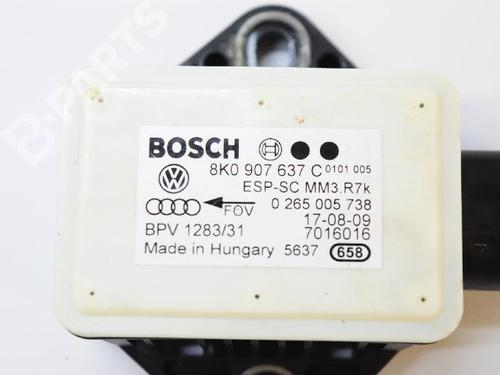 B-PARTS
BOSCH
8K0 907 637 C 0101 005
ESP-SC MM3.R7k
FOV 0 265 005 738
17-08-09
BPV 1283/31 7016016
Made in Hungary 5637 658